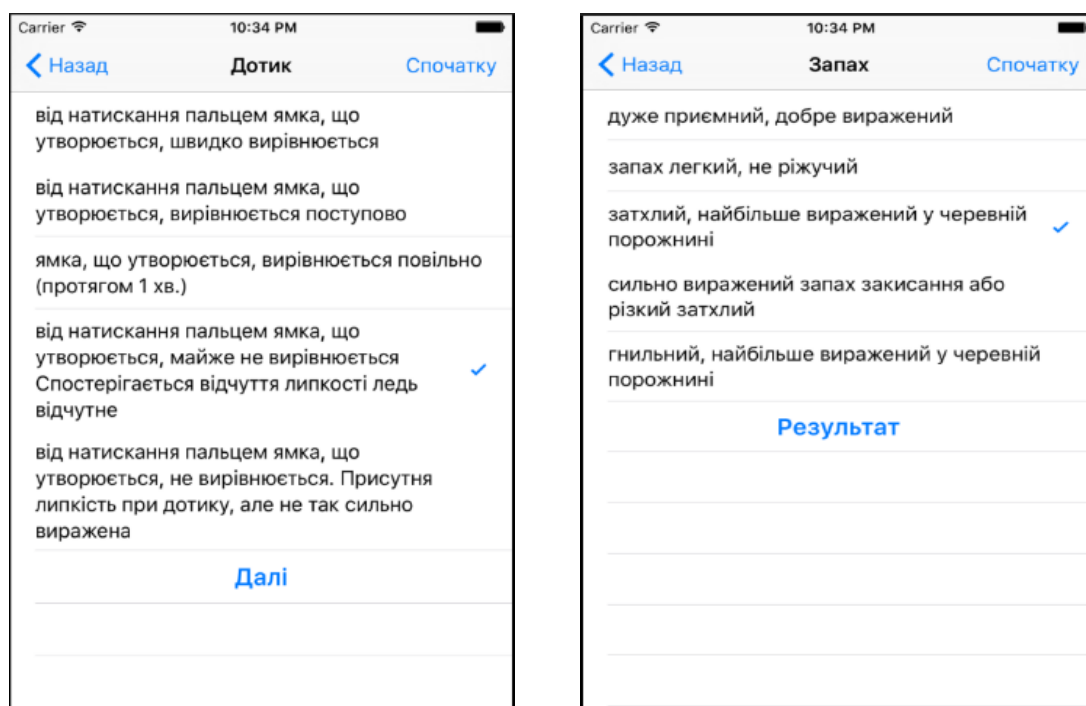 Carrier 10:34 PM
Назад Дотик Спочатку
від натискання пальцем ямка, що
утворюється, швидко вирівнюється
від натискання пальцем ямка, що
утворюється, вирівнюється поступово
ямка, що утворюється, вирівнюється повільно
(протягом 1 хв.)
від натискання пальцем ямка, що
утворюється, майже не вирівнюється
Спостерігається відчуття липкості ледь
відчутне
від натискання пальцем ямка, що
утворюється, не вирівнюється. Присутня
липкість при дотику, але не так сильно
виражена
Далі
Carrier 10:34 PM
Назад Запах Спочатку
дуже приємний, добре виражений
запах легкий, не ріжучий
затхлий, найбільше виражений у черевній
порожнині
сильно виражений запах закисання або
різкий затхлий
гнильний, найбільше виражений у черевній
порожнині
Результат